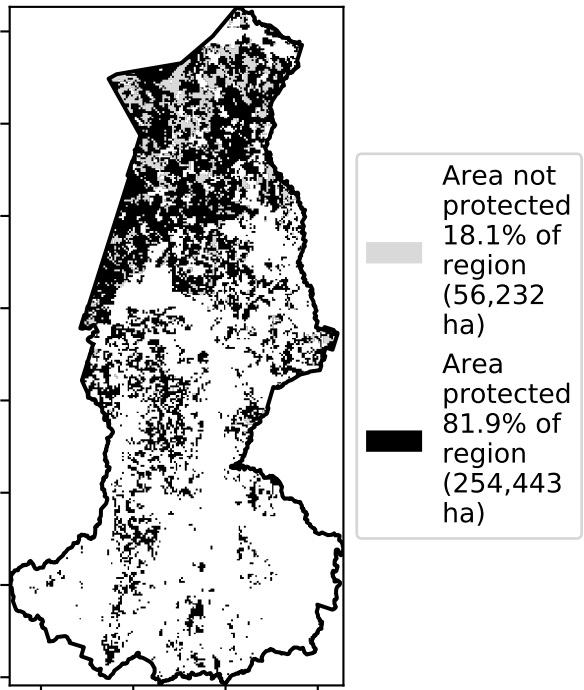 Area not
protected
18.1% of
region
(56,232
ha)
Area
protected
81.9% of
region
(254,443
ha)